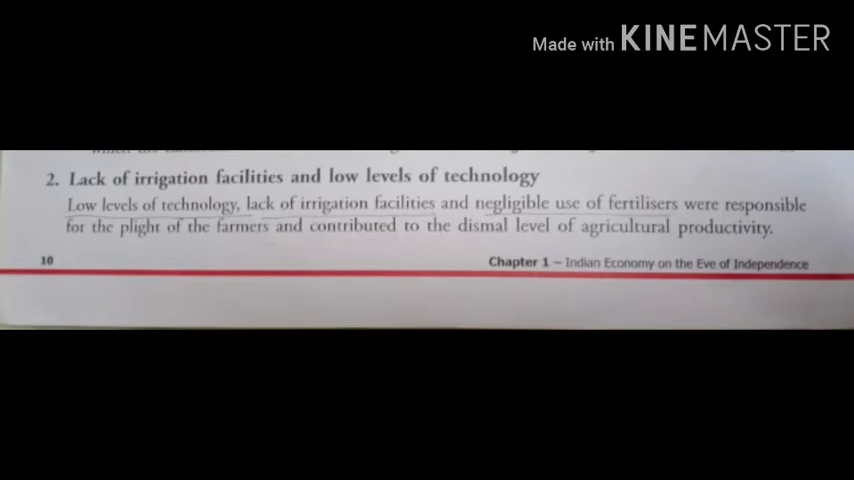 Made with KINEMASTER
2. Lack of irrigation facilities and low levels of technology
Low levels of technology, lack of irrigation facilities and negligible use of fertilisers were responsible
for the plight of the farmers and contributed to the dismal level of agricultural productivity.
10
Chapter 1 – Indian Economy on the Eve of Independence